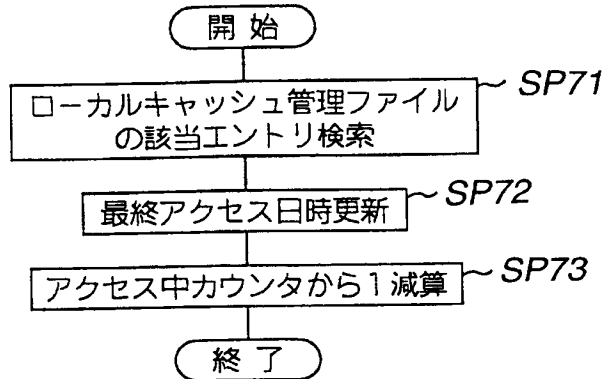 開 始
ローカルキャッシュ管理ファイル
の該当エントリ検索
SP71
最終アクセス日時更新
SP72
アクセス中カウンタから1減算
SP73
終 了